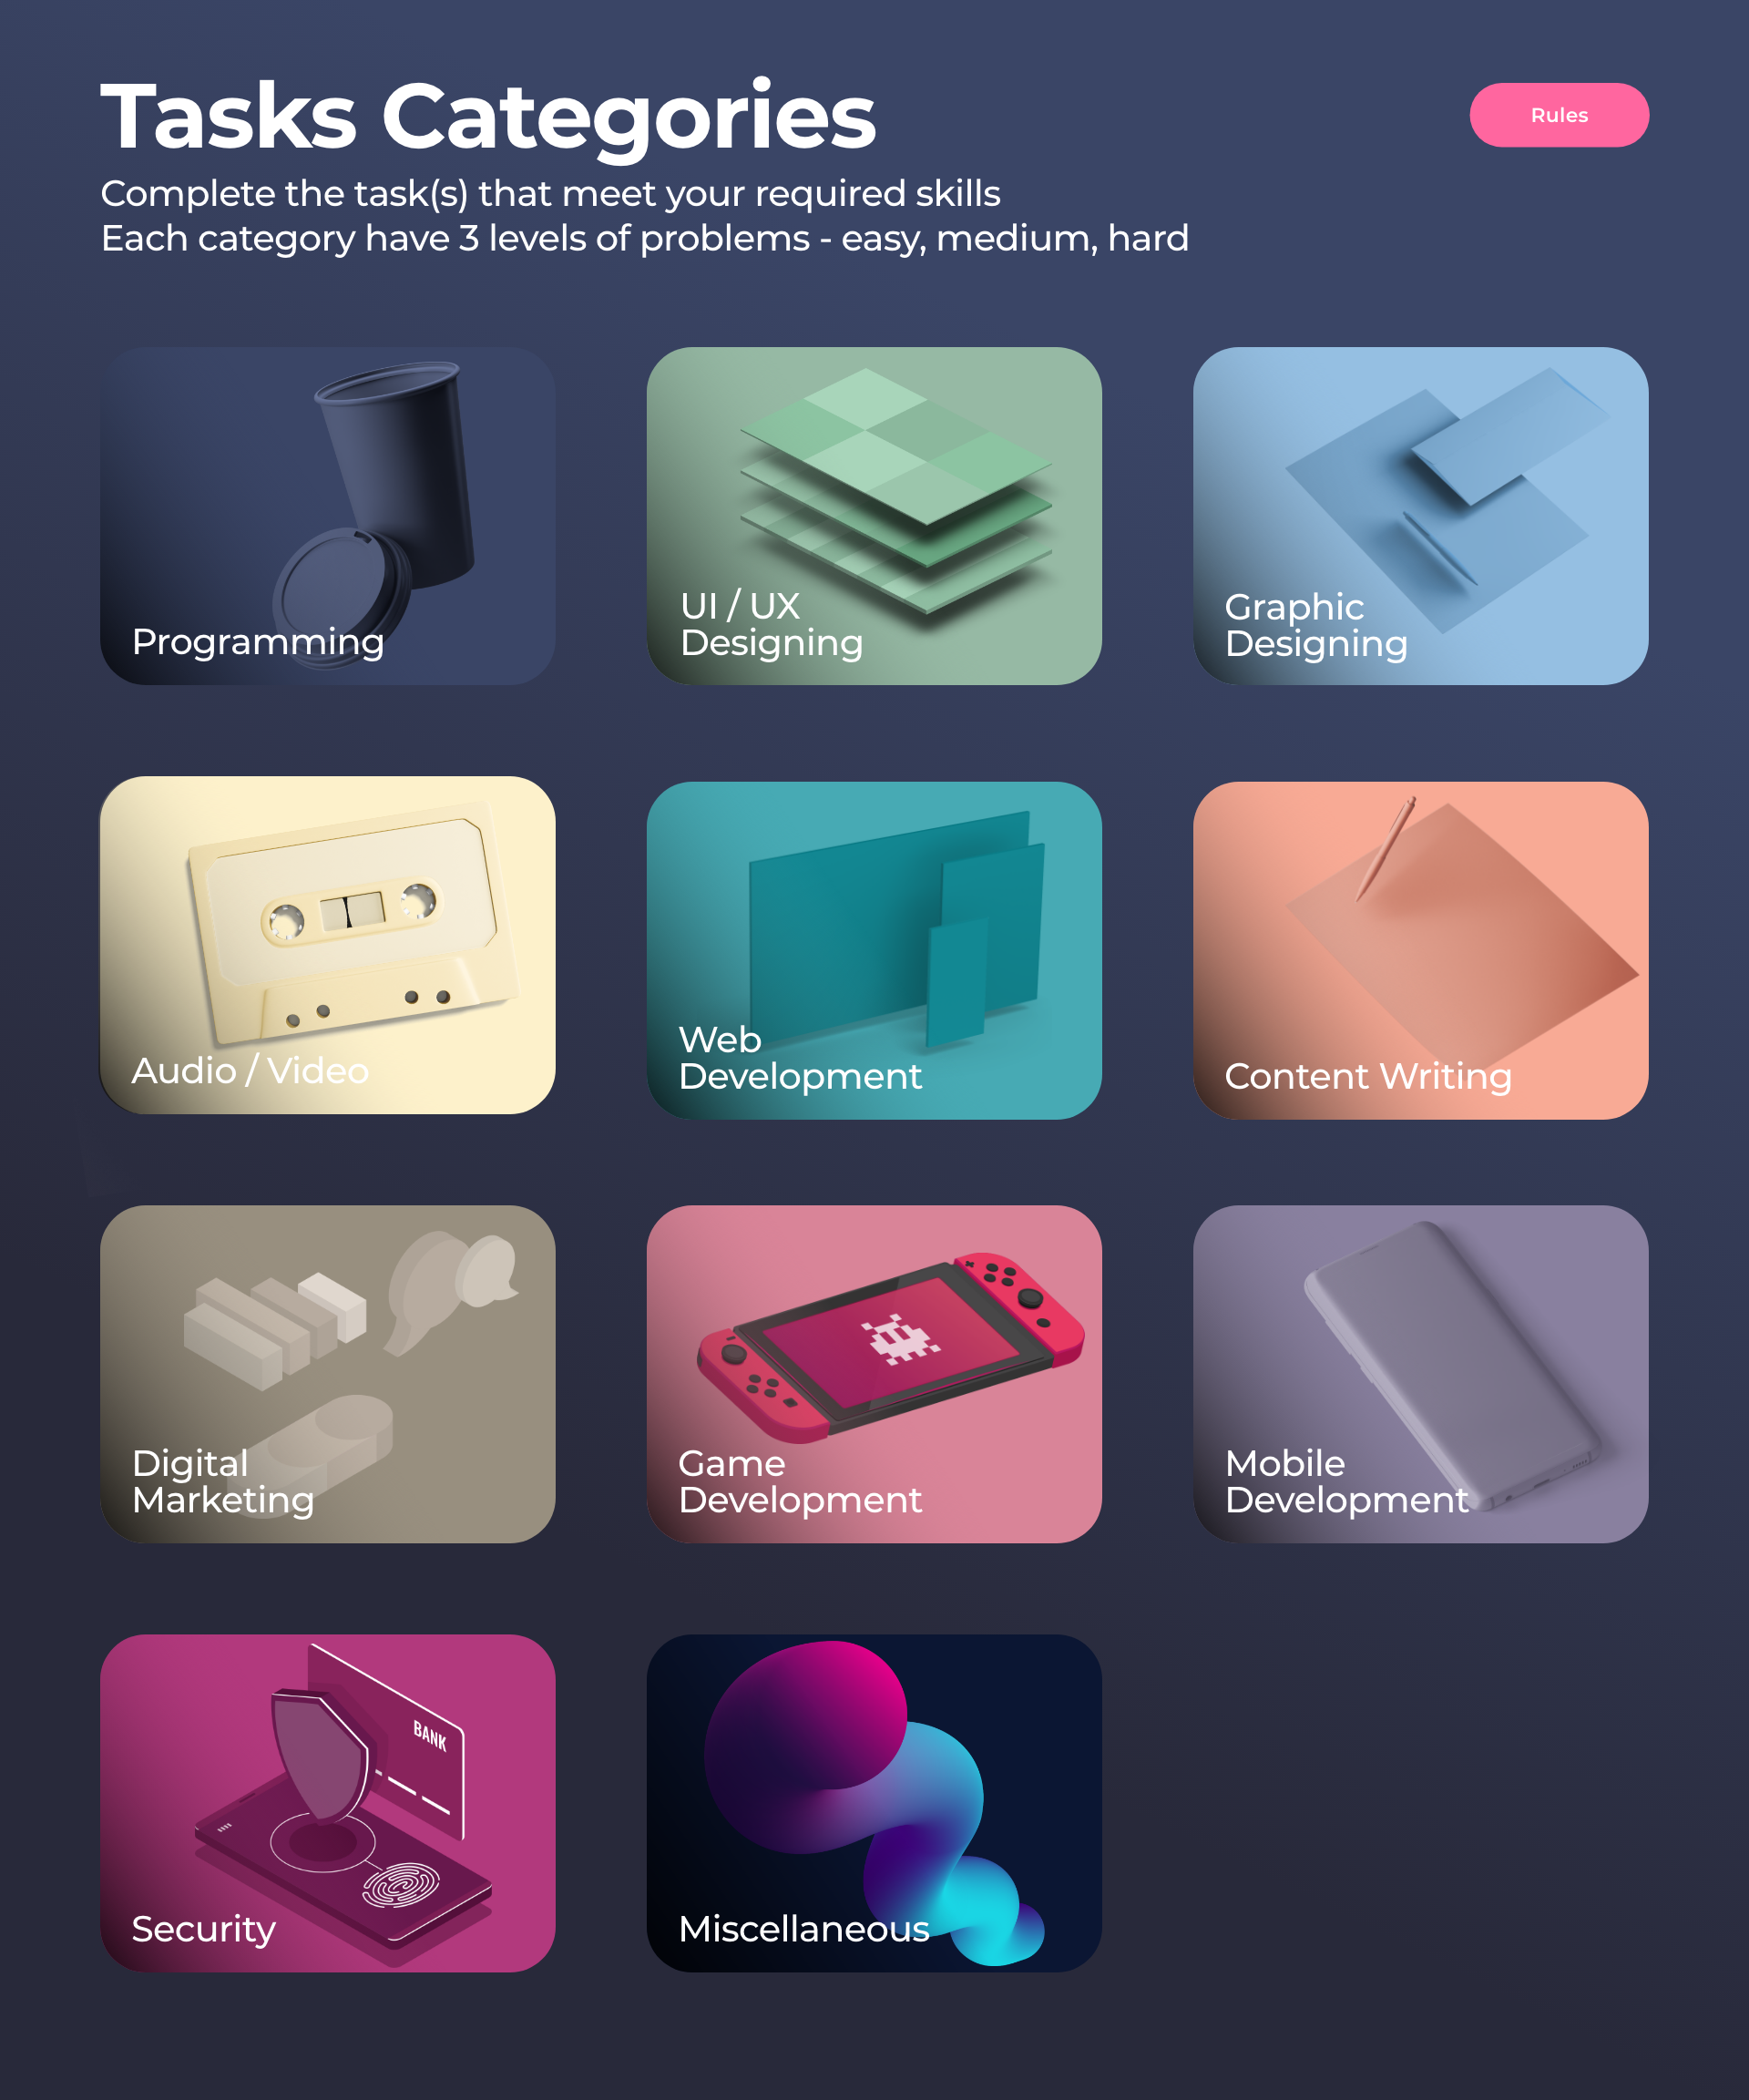 Tasks Categories
Rules
Complete the task(s) that meet your required skills
Each category have 3 levels of problems - easy, medium, hard
Programming
UI / UX
Designing
Graphic
Designing
Audio / Video
Web
Development
Content Writing
Digital
Marketing
Game
Development
Mobile
Development
BANK
Security
Miscellaneous